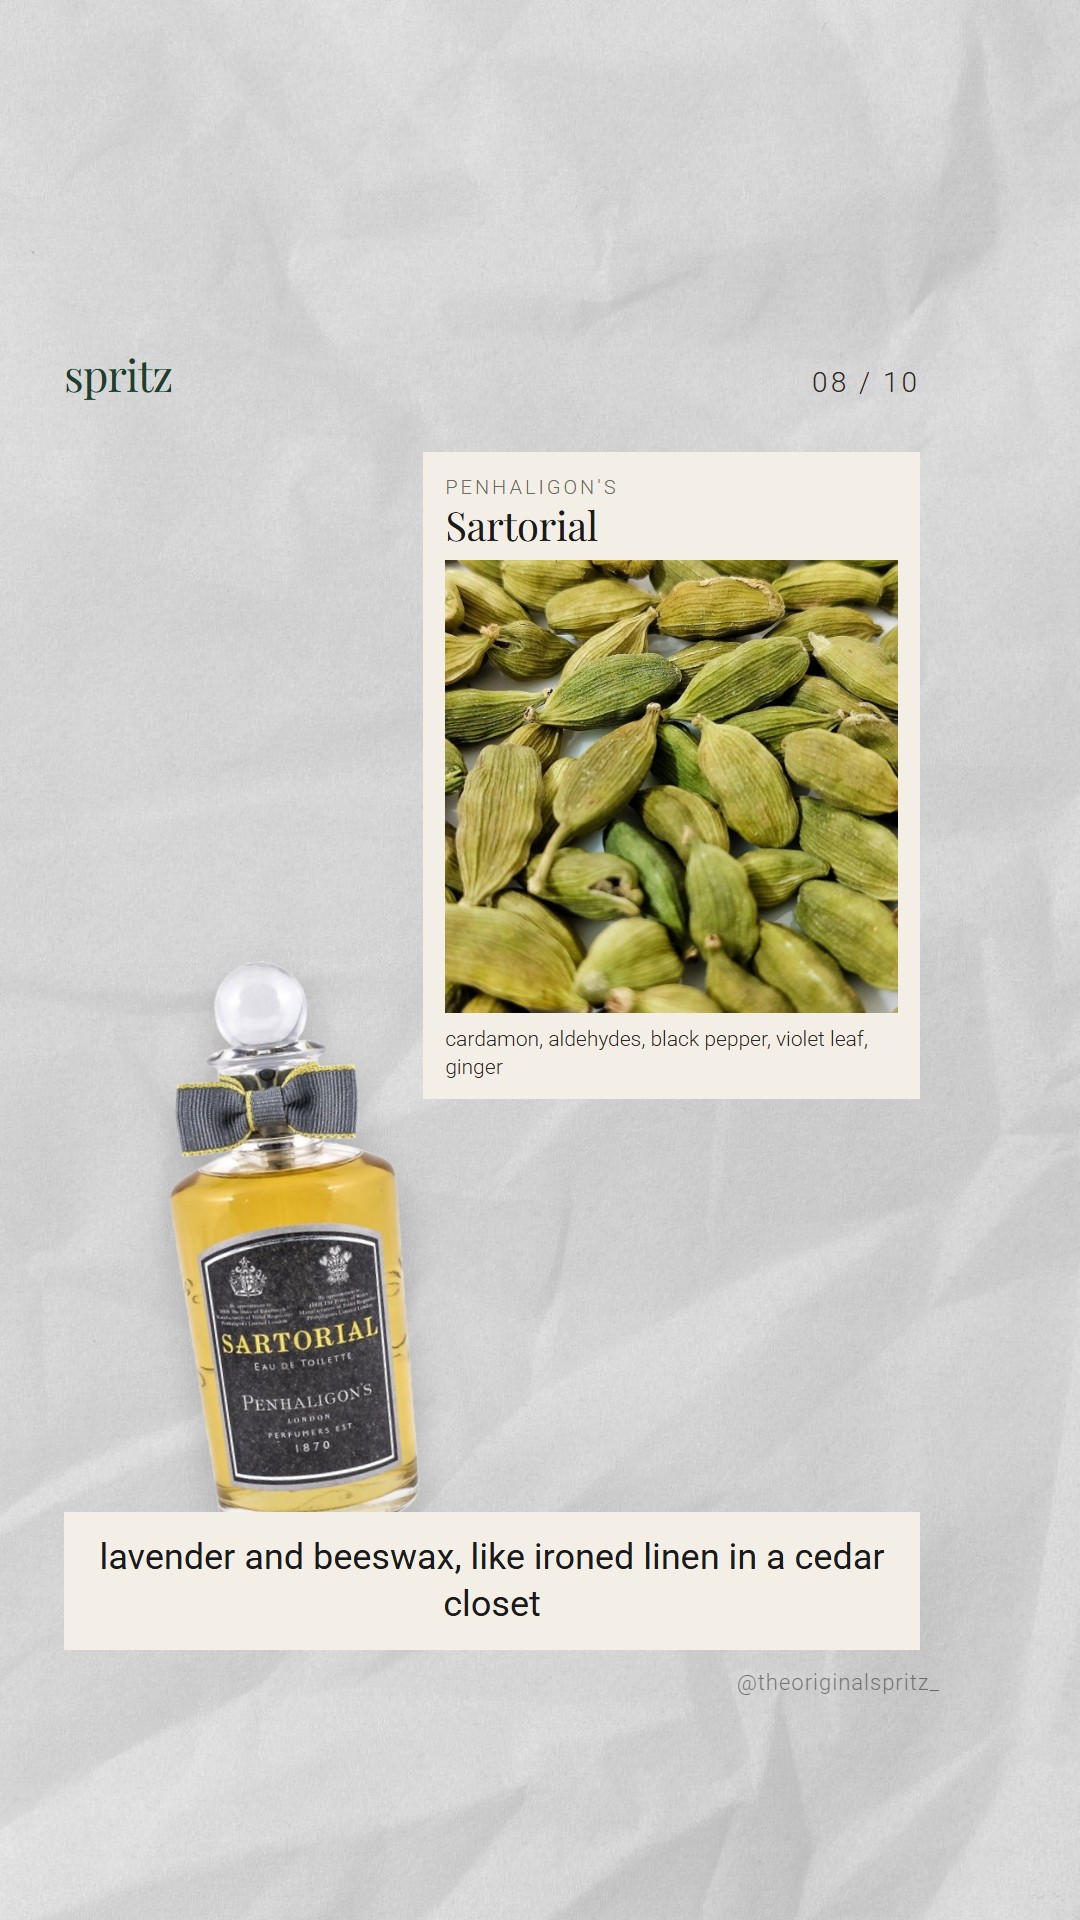 spritz
08 / 10
PENHALIGON'S
Sartorial
cardamon, aldehydes, black pepper, violet leaf,
ginger
SARTORIAL
EAU DE TOILETTE
PENHALIGON'S
LONDON
PERFUMERS EST.
1870
lavender and beeswax, like ironed linen in a cedar
closet
@theoriginalspritz_